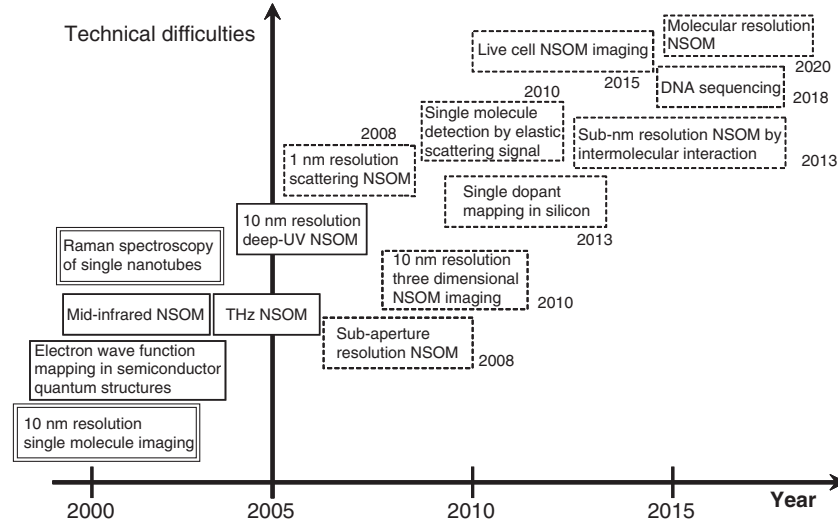 Technical difficulties
Molecular resolution
NSOM
2020
Live cell NSOM imaging
2015
DNA sequencing
2018
2010
Single molecule
detection by elastic
scattering signal
Sub-nm resolution NSOM by
intermolecular interaction
2013
2008
1 nm resolution
scattering NSOM
Single dopant
mapping in silicon
2013
10 nm resolution
deep-UV NSOM
Raman spectroscopy
of single nanotubes
10 nm resolution
three dimensional
NSOM imaging
2010
Mid-infrared NSOM
THz NSOM
Sub-aperture
resolution NSOM
2008
Electron wave function
mapping in semiconductor
quantum structures
10 nm resolution
single molecule imaging
Year
2000
2005
2010
2015